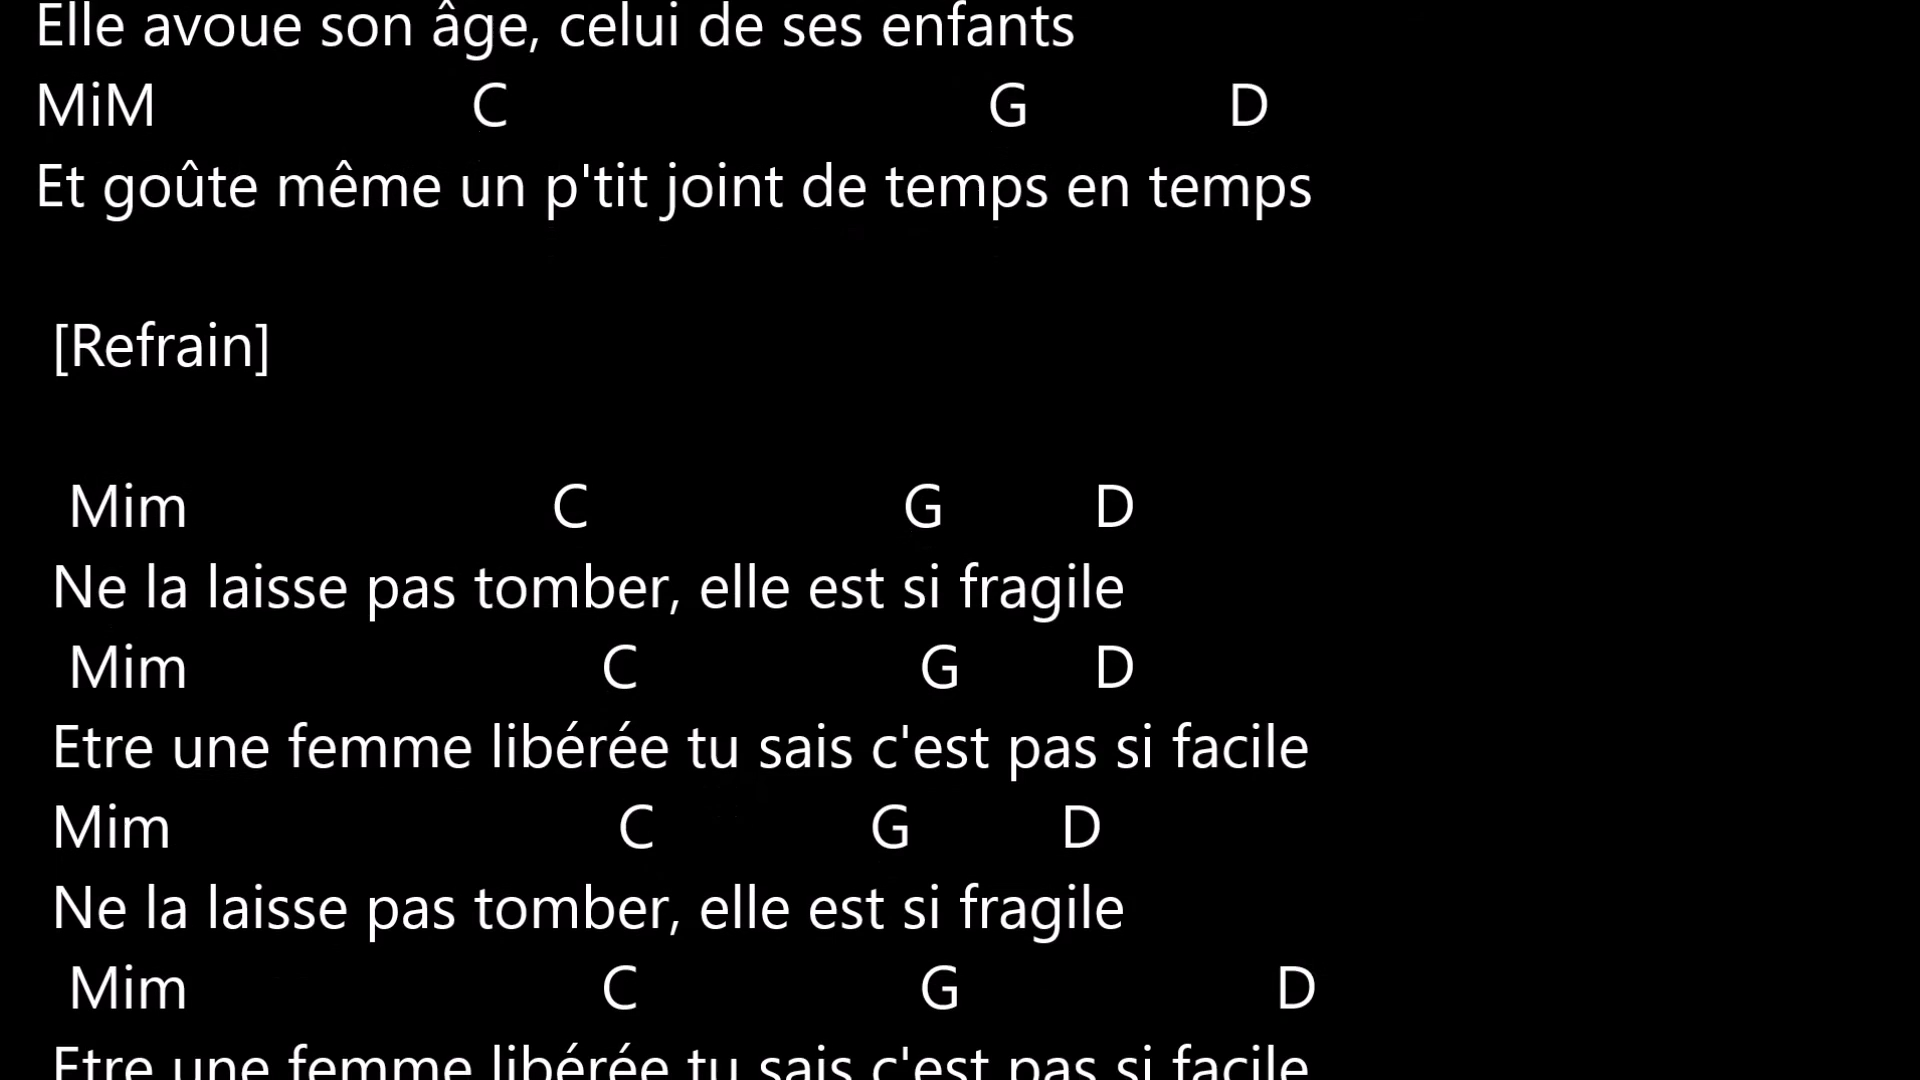 Elle avoue son âge, celui de ses enfants
MiM C G D
Et goûte même un p'tit joint de temps en temps
[Refrain]
Mim C G D
Ne la laisse pas tomber, elle est si fragile
Mim C G D
Etre une femme libérée tu sais c'est pas si facile
Mim C G D
Ne la laisse pas tomber, elle est si fragile
Mim C G D
Etre une femme libérée tu sais c'est pas si facile